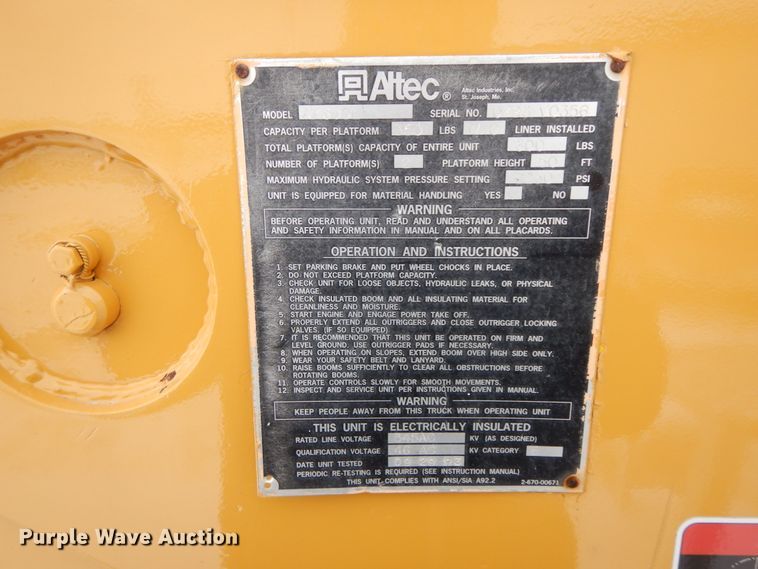 Altec®
Altec Industries, Inc.
St. Joseph, Mo.
MODEL SERIAL NO. 0356
CAPACITY PER PLATFORM LBS LINER INSTALLED
TOTAL PLATFORM(S) CAPACITY OF ENTIRE UNIT LBS
NUMBER OF PLATFORM(S) PLATFORM HEIGHT FT
MAXIMUM HYDRAULIC SYSTEM PRESSURE SETTING PSI
UNIT IS EQUIPPED FOR MATERIAL HANDLING YES NO
WARNING
BEFORE OPERATING UNIT, READ AND UNDERSTAND ALL OPERATING
AND SAFETY INFORMATION IN MANUAL AND ON ALL PLACARDS.
OPERATION AND INSTRUCTIONS
1. SET PARKING BRAKE AND PUT WHEEL CHOCKS IN PLACE.
2. DO NOT EXCEED PLATFORM CAPACITY.
3. CHECK UNIT FOR LOOSE OBJECTS, HYDRAULIC LEAKS, OR PHYSICAL
DAMAGE.
4. CHECK INSULATED BOOM AND ALL INSULATING MATERIAL FOR
CLEANLINESS AND MOISTURE.
5. START ENGINE AND ENGAGE POWER TAKE OFF.
6. PROPERLY EXTEND ALL OUTRIGGERS AND CLOSE OUTRIGGER LOCKING
VALVES. (IF SO EQUIPPED)
7. IT IS RECOMMENDED THAT THIS UNIT BE OPERATED ON FIRM AND
LEVEL GROUND. USE OUTRIGGER PADS IF NECESSARY.
8. WHEN OPERATING ON SLOPES, EXTEND BOOM OVER HIGH SIDE ONLY.
9. WEAR YOUR SAFETY BELT AND LANYARD.
10. RAISE BOOMS SUFFICIENTLY TO CLEAR ALL OBSTRUCTIONS BEFORE
ROTATING BOOMS.
11. OPERATE CONTROLS SLOWLY FOR SMOOTH MOVEMENTS.
12. INSPECT AND SERVICE UNIT PER INSTRUCTIONS GIVEN IN MANUAL.
WARNING
KEEP PEOPLE AWAY FROM THIS TRUCK WHEN OPERATING UNIT
THIS UNIT IS ELECTRICALLY INSULATED
RATED LINE VOLTAGE KV (AS DESIGNED)
QUALIFICATION VOLTAGE KV CATEGORY
DATE UNIT TESTED
PERIODIC RE-TESTING IS REQUIRED (SEE INSTRUCTION MANUAL)
THIS UNIT COMPLIES WITH ANSI/SIA A92.2 2-670-00671
Purple Wave Auction